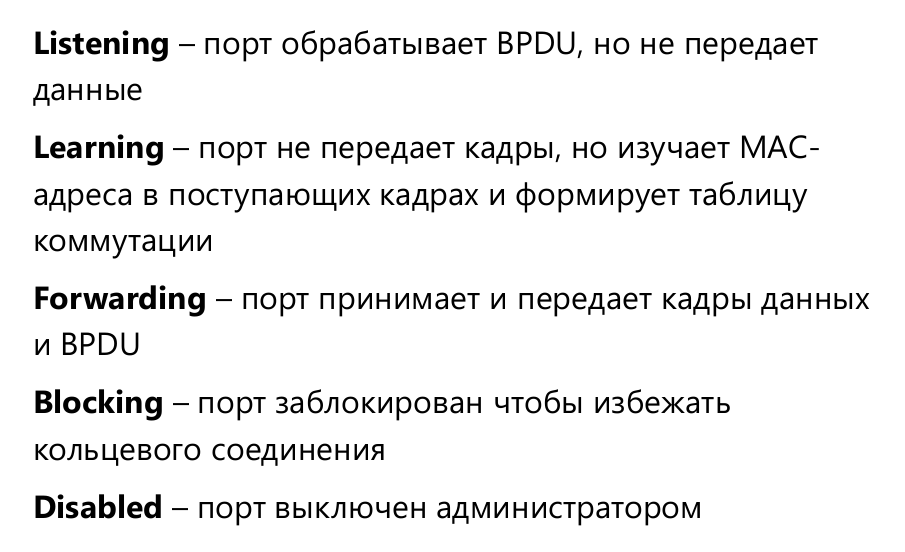 Listening – порт обрабатывает BPDU, но не передает
данные
Learning – порт не передает кадры, но изучает MAC-
адреса в поступающих кадрах и формирует таблицу
коммутации
Forwarding – порт принимает и передает кадры данных
и BPDU
Blocking – порт заблокирован чтобы избежать
кольцевого соединения
Disabled – порт выключен администратором